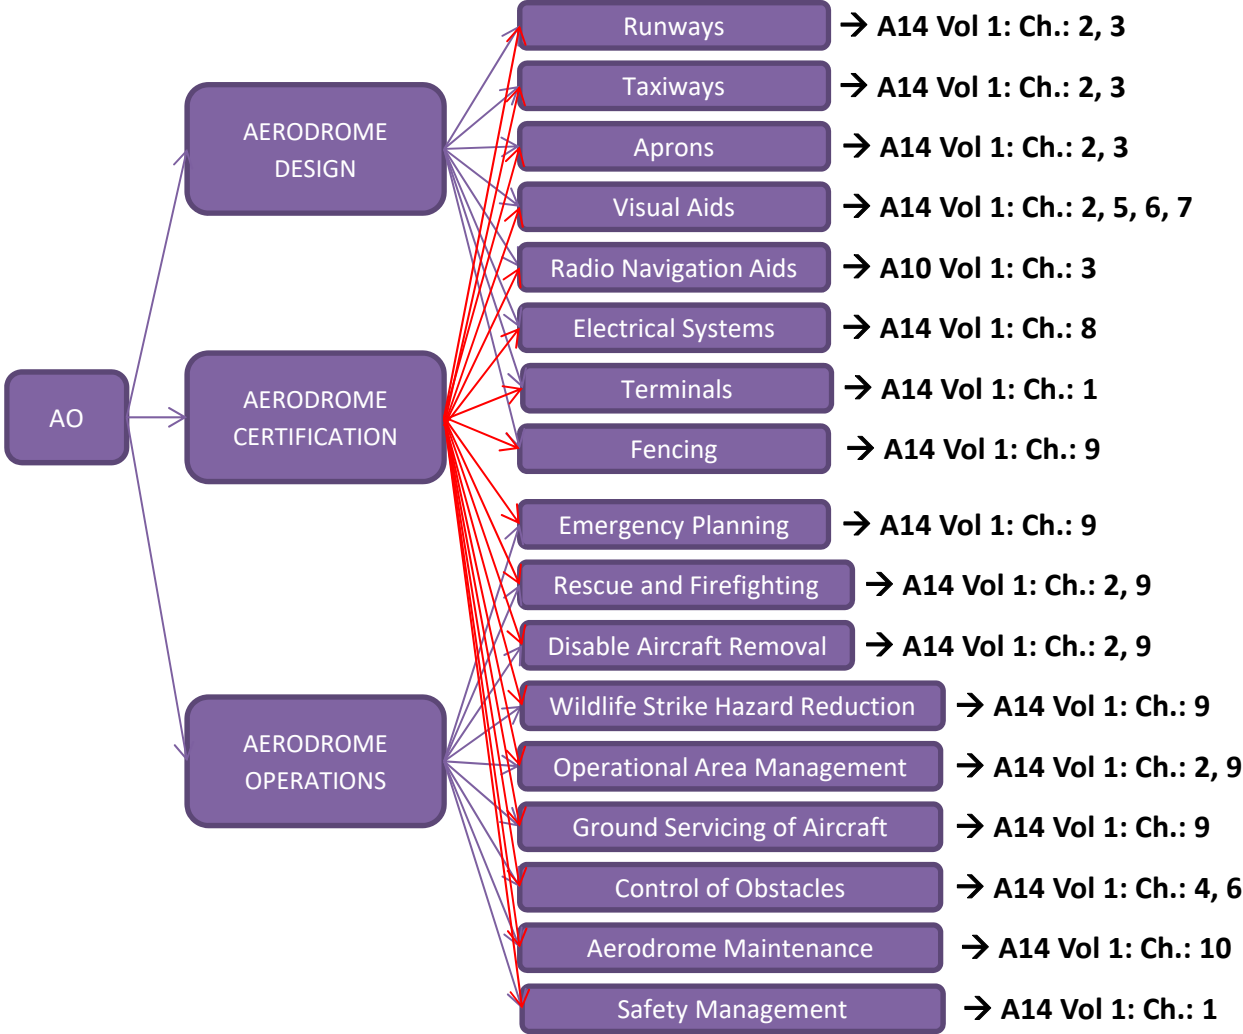 AO
AERODROME
DESIGN
AERODROME
CERTIFICATION
AERODROME
OPERATIONS
Runways → A14 Vol 1: Ch.: 2, 3
Taxiways → A14 Vol 1: Ch.: 2, 3
Aprons → A14 Vol 1: Ch.: 2, 3
Visual Aids → A14 Vol 1: Ch.: 2, 5, 6, 7
Radio Navigation Aids → A10 Vol 1: Ch.: 3
Electrical Systems → A14 Vol 1: Ch.: 8
Terminals → A14 Vol 1: Ch.: 1
Fencing → A14 Vol 1: Ch.: 9
Emergency Planning → A14 Vol 1: Ch.: 9
Rescue and Firefighting → A14 Vol 1: Ch.: 2, 9
Disable Aircraft Removal → A14 Vol 1: Ch.: 2, 9
Wildlife Strike Hazard Reduction → A14 Vol 1: Ch.: 9
Operational Area Management → A14 Vol 1: Ch.: 2, 9
Ground Servicing of Aircraft → A14 Vol 1: Ch.: 9
Control of Obstacles → A14 Vol 1: Ch.: 4, 6
Aerodrome Maintenance → A14 Vol 1: Ch.: 10
Safety Management → A14 Vol 1: Ch.: 1